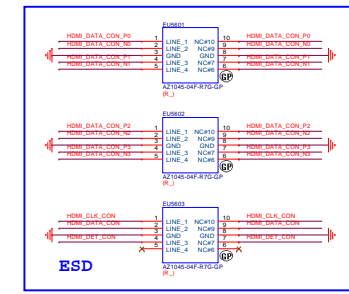 EU5601
HDMI_DATA_CON_P0 1 LINE_1 NC#10 10 HDMI_DATA_CON_P0
HDMI_DATA_CON_N0 2 LINE_2 NC#9 9 HDMI_DATA_CON_N0
3 GND GND 8
HDMI_DATA_CON_P1 4 LINE_3 NC#7 7 HDMI_DATA_CON_P1
HDMI_DATA_CON_N1 5 LINE_4 NC#6 6 HDMI_DATA_CON_N1
GP
AZ1045-04F-R7G-GP
(R_)
EU5602
HDMI_DATA_CON_P2 1 LINE_1 NC#10 10 HDMI_DATA_CON_P2
HDMI_DATA_CON_N2 2 LINE_2 NC#9 9 HDMI_DATA_CON_N2
3 GND GND 8
HDMI_DATA_CON_P3 4 LINE_3 NC#7 7 HDMI_DATA_CON_P3
HDMI_DATA_CON_N3 5 LINE_4 NC#6 6 HDMI_DATA_CON_N3
GP
AZ1045-04F-R7G-GP
(R_)
EU5603
HDMI_CLK_CON 1 LINE_1 NC#10 10 HDMI_CLK_CON
HDMI_DATA_CON 2 LINE_2 NC#9 9 HDMI_DATA_CON
3 GND GND 8
HDMI_DET_CON 4 LINE_3 NC#7 7 HDMI_DET_CON
5 LINE_4 NC#6 6
GP
AZ1045-04F-R7G-GP
(R_)
ESD